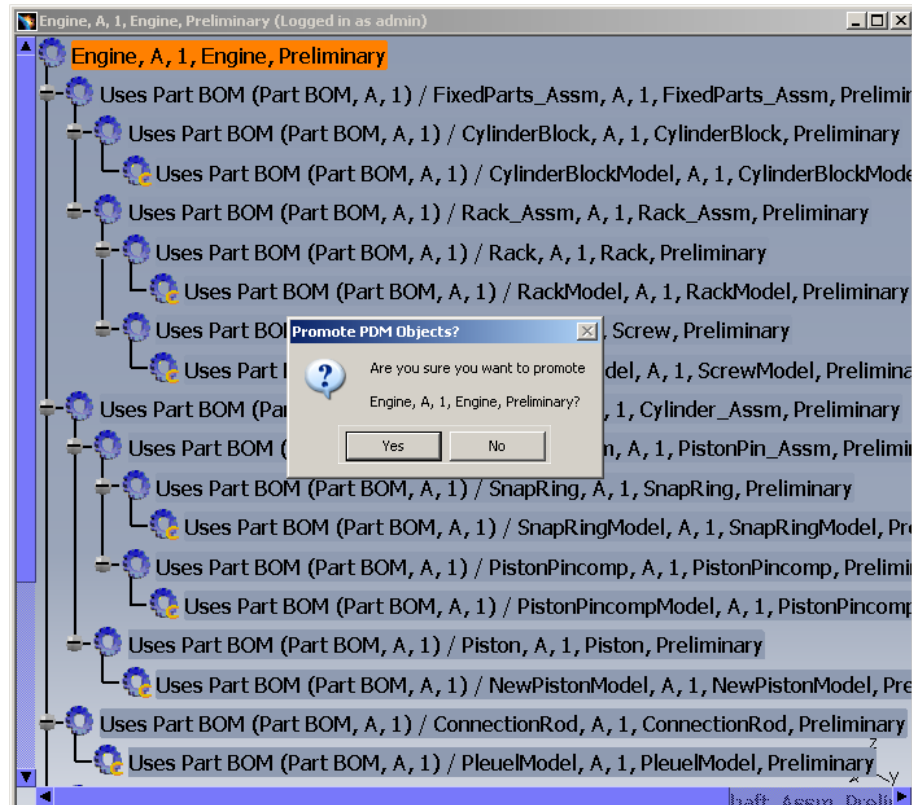 Engine, A, 1, Engine, Preliminary (Logged in as admin)
Engine, A, 1, Engine, Preliminary
Uses Part BOM (Part BOM, A, 1) / FixedParts_Assm, A, 1, FixedParts_Assm, Prelimin
Uses Part BOM (Part BOM, A, 1) / CylinderBlock, A, 1, CylinderBlock, Preliminary
Uses Part BOM (Part BOM, A, 1) / CylinderBlockModel, A, 1, CylinderBlockMode
Uses Part BOM (Part BOM, A, 1) / Rack_Assm, A, 1, Rack_Assm, Preliminary
Uses Part BOM (Part BOM, A, 1) / Rack, A, 1, Rack, Preliminary
Uses Part BOM (Part BOM, A, 1) / RackModel, A, 1, RackModel, Preliminary
Uses Part BO , Screw, Preliminary
Uses Part del, A, 1, ScrewModel, Prelimina
Uses Part BOM (Pa , 1, Cylinder_Assm, Preliminary
Uses Part BOM ( m, A, 1, PistonPin_Assm, Prelimi
Promote PDM Objects?
Are you sure you want to promote
Engine, A, 1, Engine, Preliminary?
Yes No
Uses Part BOM (Part BOM, A, 1) / SnapRing, A, 1, SnapRing, Preliminary
Uses Part BOM (Part BOM, A, 1) / SnapRingModel, A, 1, SnapRingModel, Pre
Uses Part BOM (Part BOM, A, 1) / PistonPincomp, A, 1, PistonPincomp, Prelimi
Uses Part BOM (Part BOM, A, 1) / PistonPincompModel, A, 1, PistonPincomp
Uses Part BOM (Part BOM, A, 1) / Piston, A, 1, Piston, Preliminary
Uses Part BOM (Part BOM, A, 1) / NewPistonModel, A, 1, NewPistonModel, Pre
Uses Part BOM (Part BOM, A, 1) / ConnectionRod, A, 1, ConnectionRod, Preliminary
Uses Part BOM (Part BOM, A, 1) / PleuelModel, A, 1, PleuelModel, Preliminary
z
x y